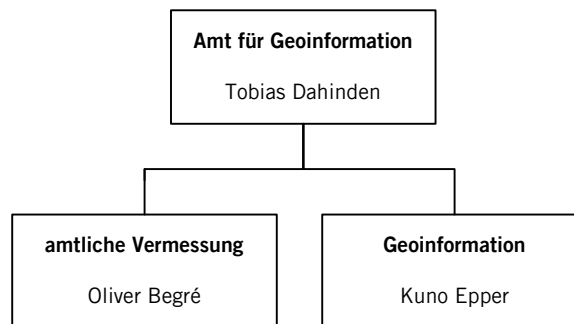 Amt für Geoinformation
Tobias Dahinden
amtliche Vermessung
Oliver Begré
Geoinformation
Kuno Epper